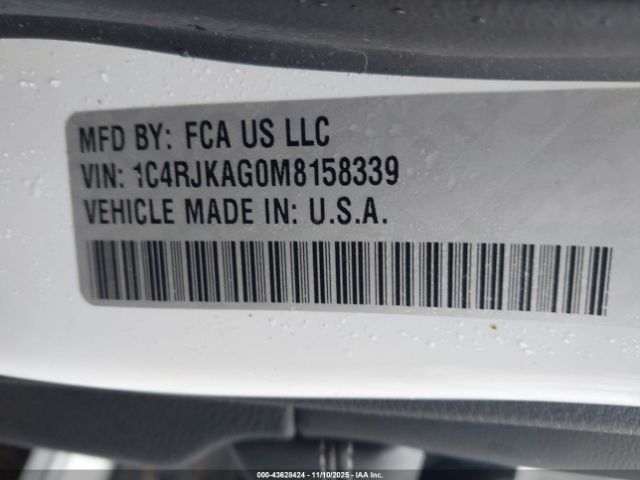 MFD BY: FCA US LLC
VIN: 1C4RJKAG0M8158339
VEHICLE MADE IN: U.S.A.
000-43628424 | 11/10/2025 | IAA Inc.